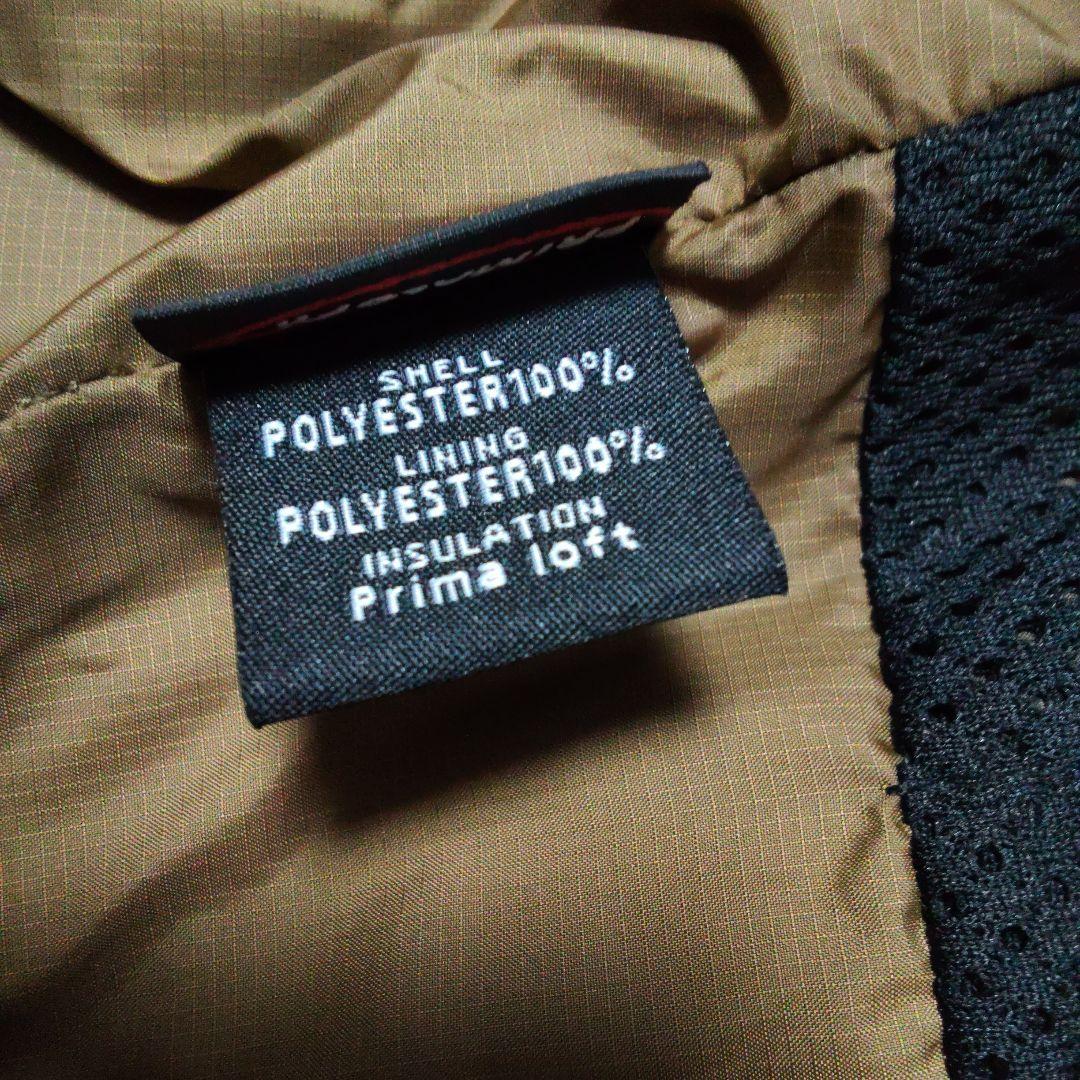 SHELL
POLYESTER100%
LINING
POLYESTER100%
INSULATION
Prima loft